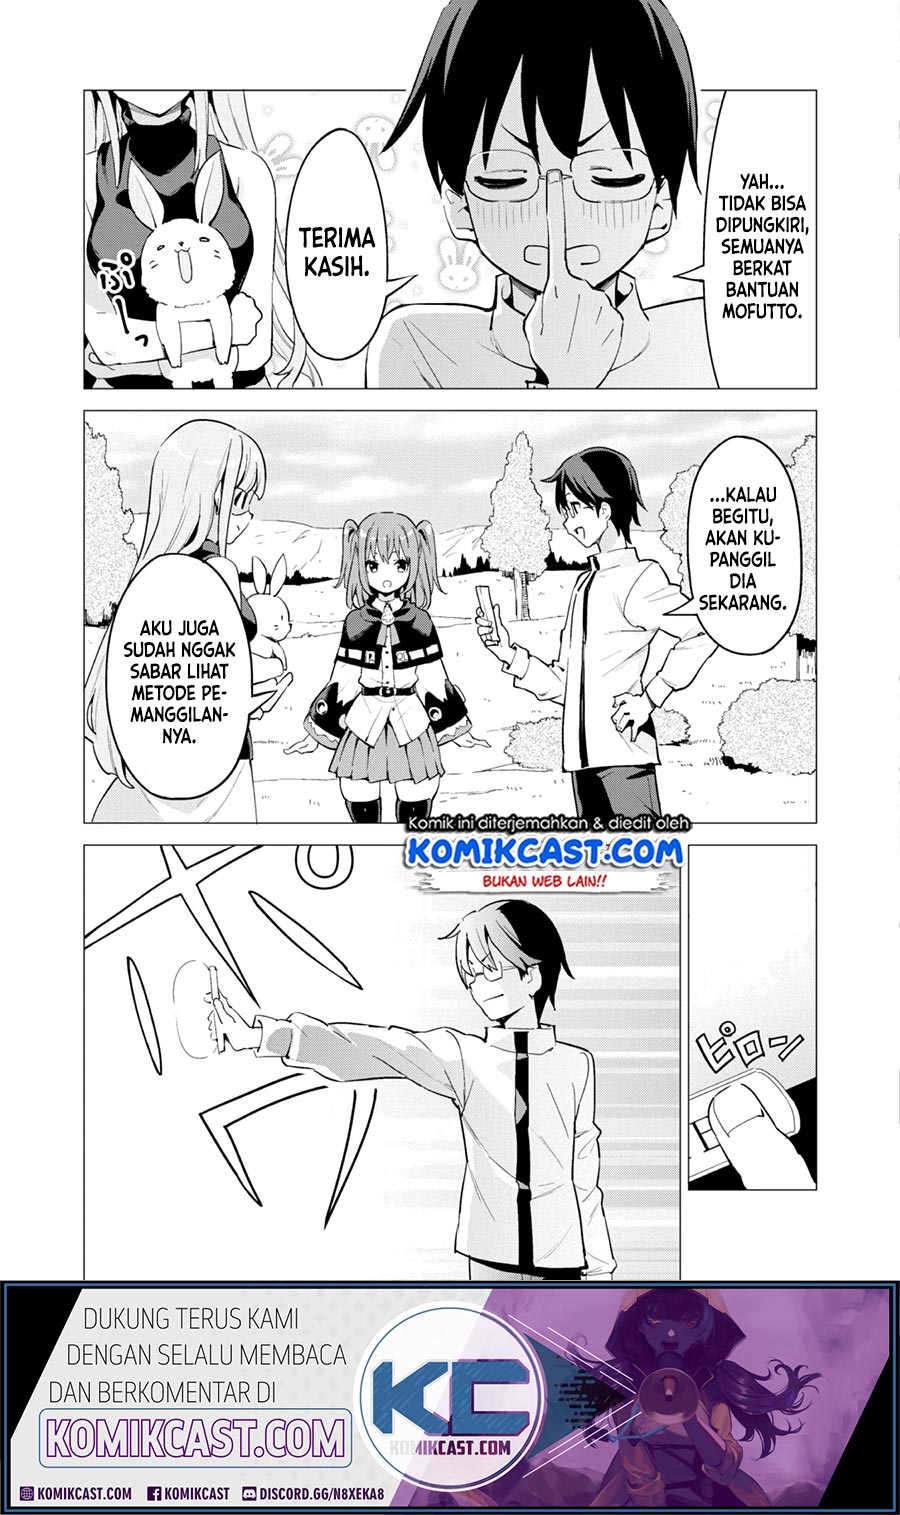 YAH...
TIDAK BISA
DIPUNGKIRI,
SEMUANYA
BERKAT
BANTUAN
MOFUTTO.
TERIMA
KASIH.
ぷーっ
...KALAU
BEGITU,
AKAN KU-
PANGGIL
DIA
SEKARANG.
AKU JUGA
SUDAH NGGAK
SABAR LIHAT
METODE PE-
MANGGILAN-
NYA.
Komik ini diterjemahkan & diedit oleh
KOMIKCAST.COM
BUKAN WEB LAIN!!
ピロン
DUKUNG TERUS KAMI
DENGAN SELALU MEMBACA
DAN BERKOMENTAR DI
KOMIKCAST.COM
KC
KOMIKCAST.COM
KOMIKCAST.COM
KOMIKCAST
DISCORD.GG/N8XEKA8